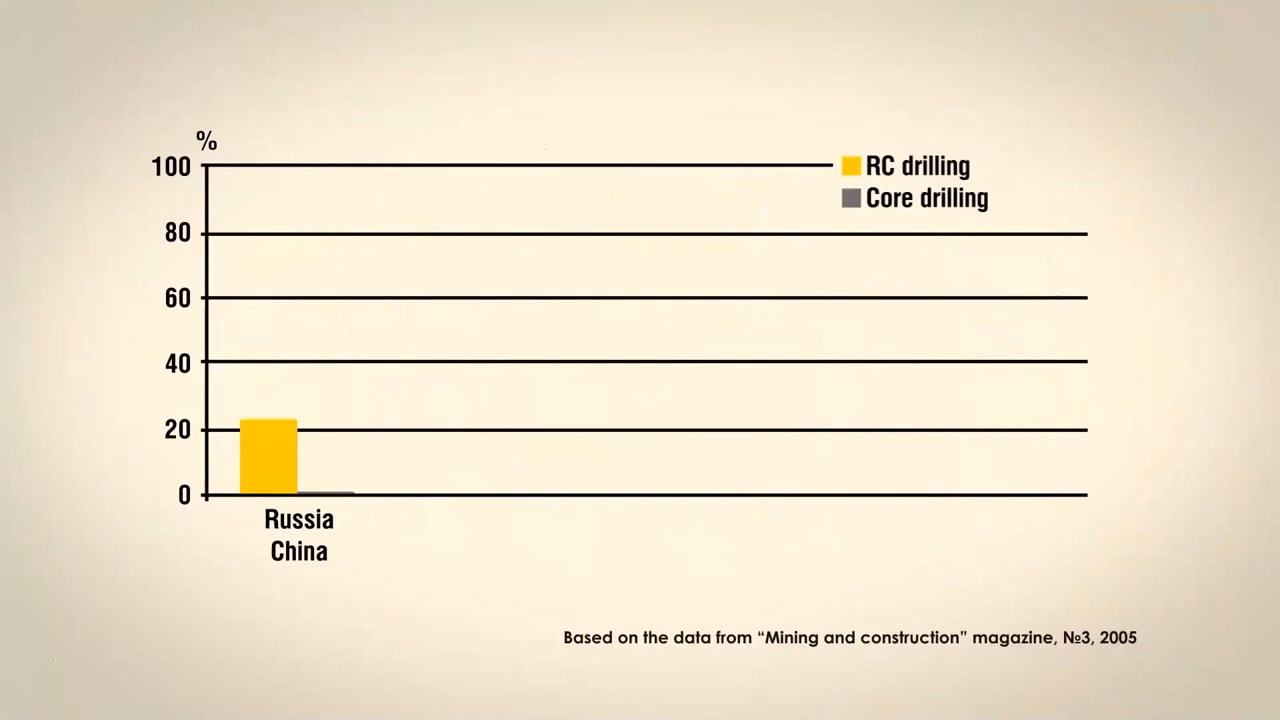 %
100
80
60
40
20
0
RC drilling
Core drilling
Russia
China
Based on the data from “Mining and construction” magazine, №3, 2005